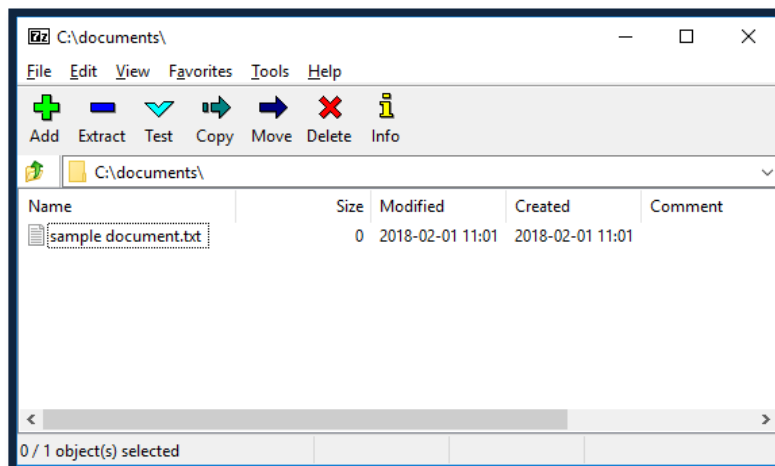 7z C:\documents\
File Edit View Favorites Tools Help
Add Extract Test Copy Move Delete Info
C:\documents\
Name Size Modified Created Comment
sample document.txt 0 2018-02-01 11:01 2018-02-01 11:01
0 / 1 object(s) selected